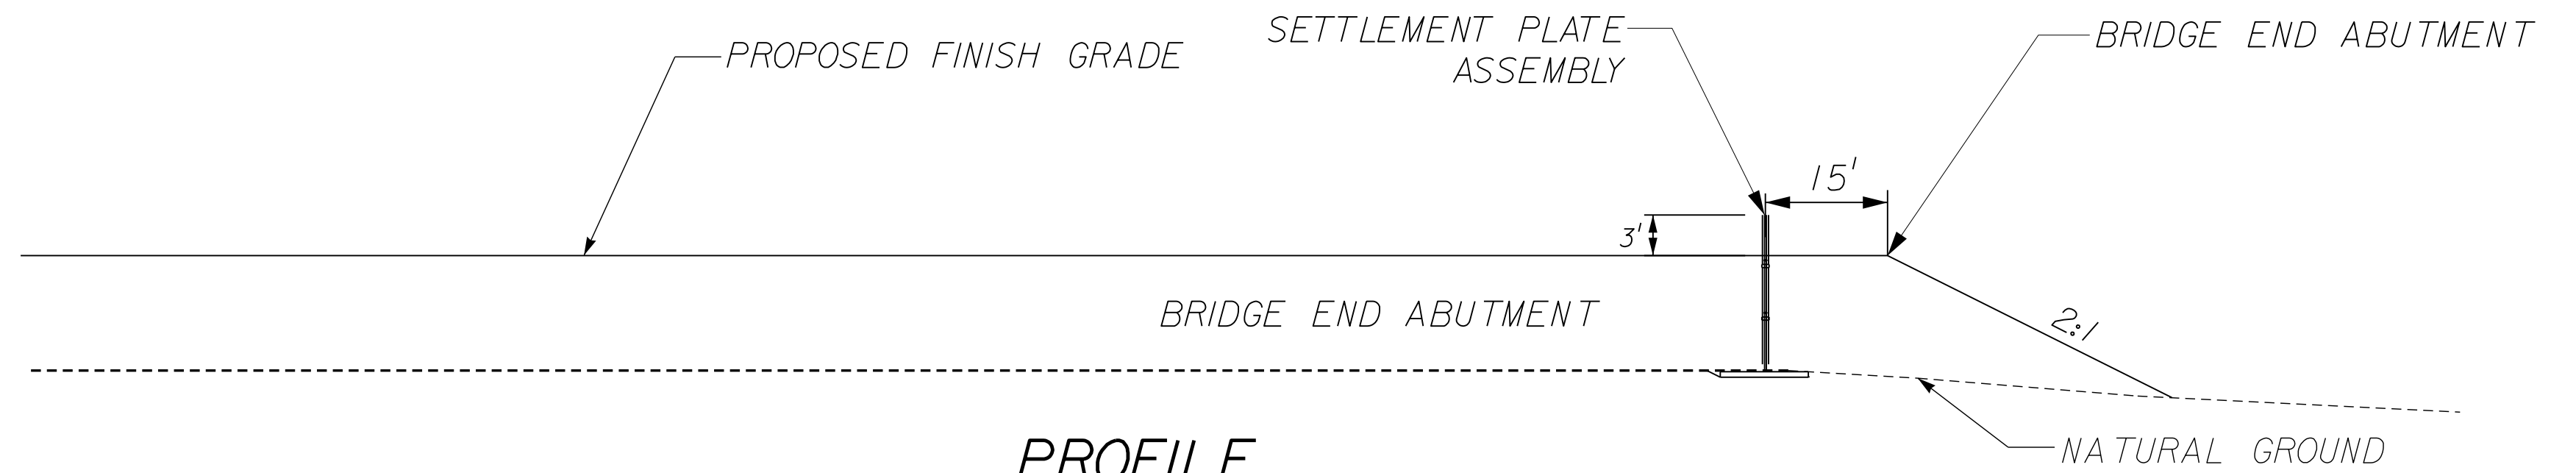 PROPOSED FINISH GRADE
SETTLEMENT PLATE
ASSEMBLY
BRIDGE END ABUTMENT
15'
3'
BRIDGE END ABUTMENT
2:1
NATURAL GROUND
PROFILE